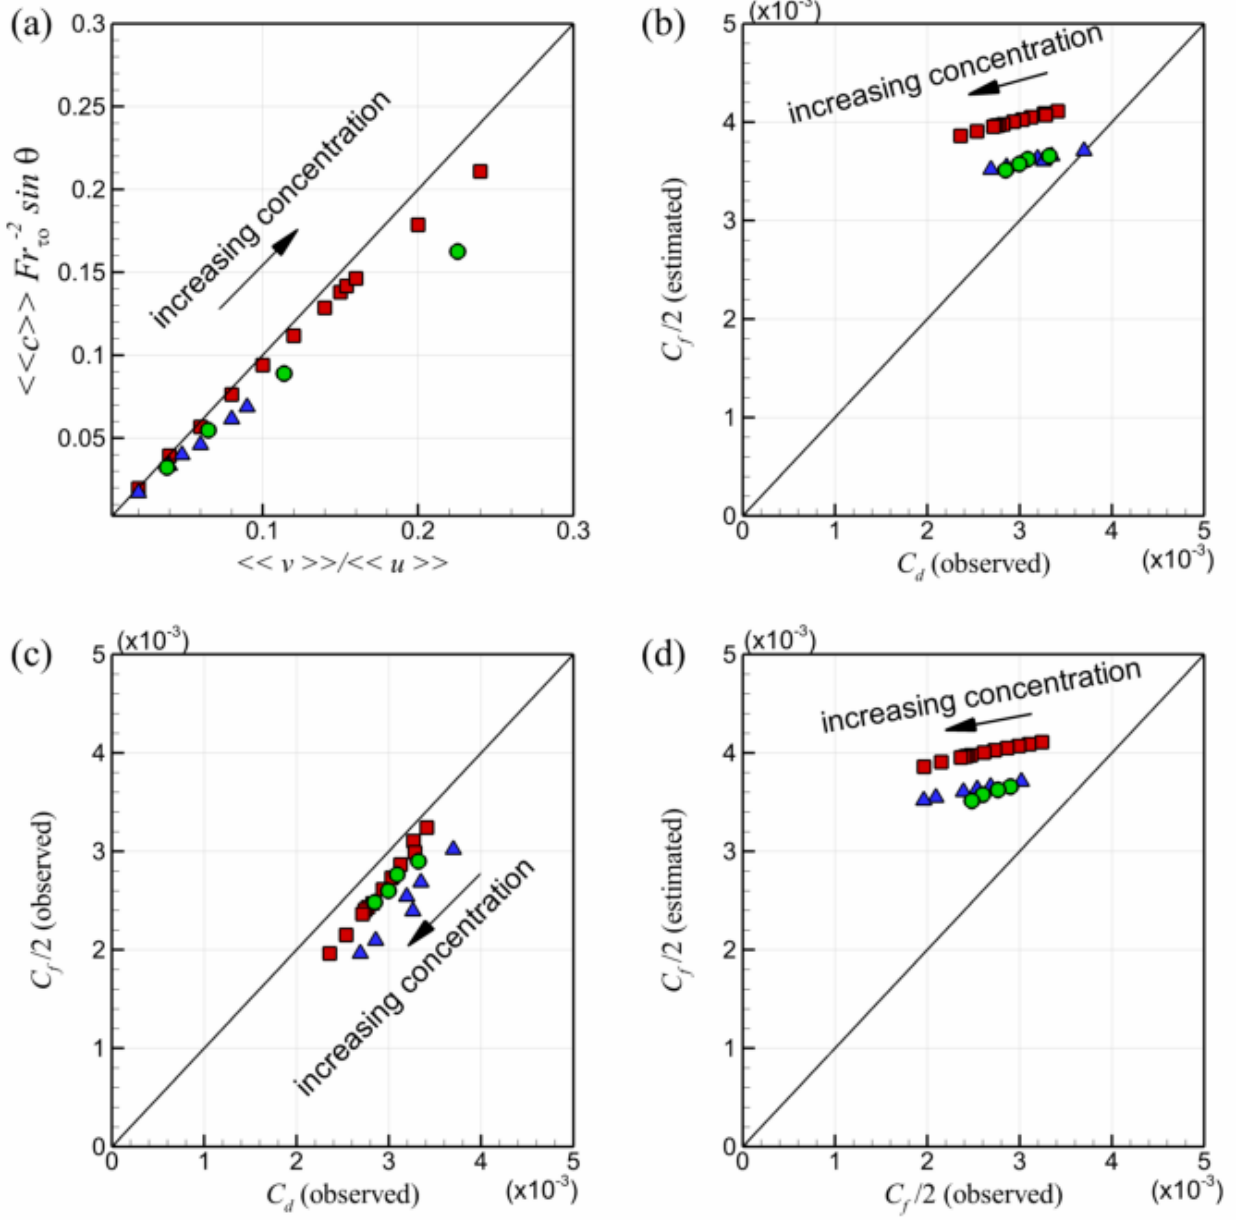 (a)
0.3
0.25
0.2
0.15
0.1
0.05
<<c>> Fr_τo^-2 sin θ
increasing concentration
0.1 0.2 0.3
<< v >>/<< u >>
(b)
(x10^-3)
5
4
3
2
1
0
C_f/2 (estimated)
increasing concentration
0 1 2 3 4 5
C_d (observed)
(x10^-3)
(c)
(x10^-3)
5
4
3
2
1
0
C_f/2 (observed)
increasing concentration
0 1 2 3 4 5
C_d (observed)
(x10^-3)
(d)
(x10^-3)
5
4
3
2
1
0
C_f/2 (estimated)
increasing concentration
0 1 2 3 4 5
C_f/2 (observed)
(x10^-3)